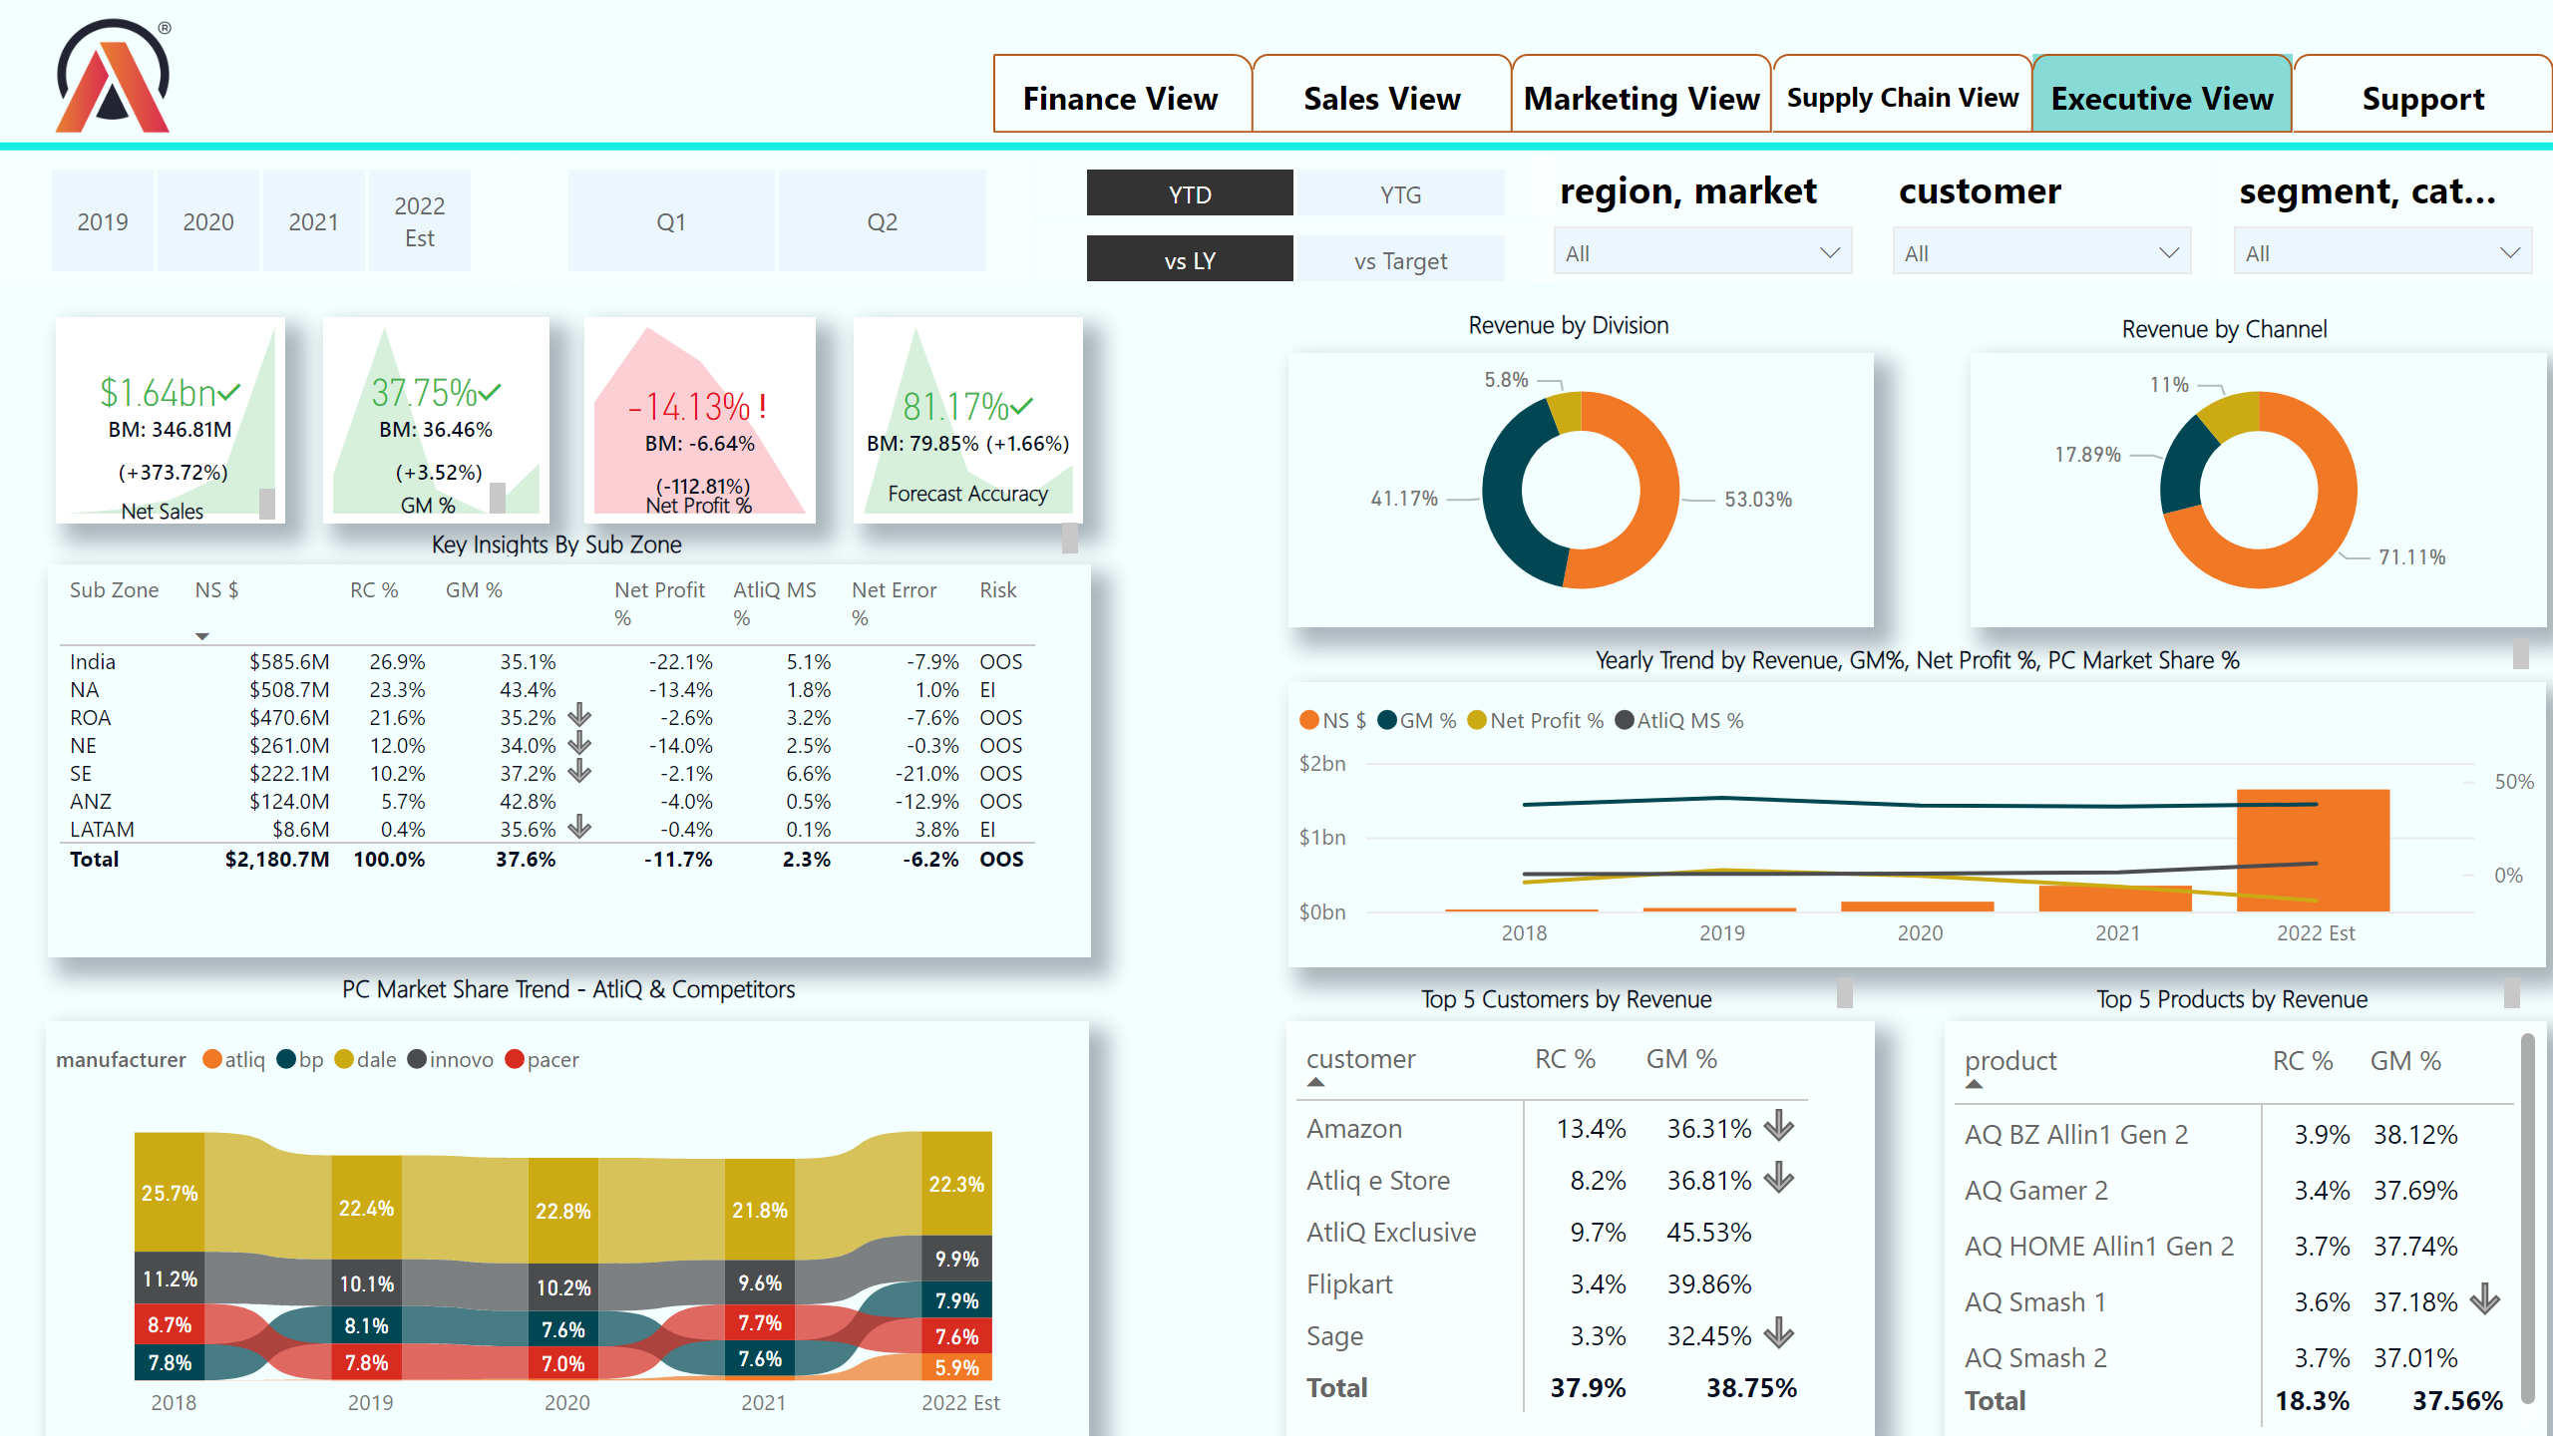 ®
Finance View
Sales View
Marketing View
Supply Chain View
Executive View
Support
2019
2020
2021
2022
Est
Q1
Q2
YTD
YTG
vs LY
vs Target
region, market
All
customer
All
segment, cat...
All
$1.64bn
BM: 346.81M
(+373.72%)
Net Sales
37.75%
BM: 36.46%
(+3.52%)
GM %
-14.13% !
BM: -6.64%
(-112.81%)
Net Profit %
81.17%
BM: 79.85% (+1.66%)
Forecast Accuracy
Key Insights By Sub Zone
Sub Zone NS $ RC % GM % Net Profit % AtliQ MS % Net Error % Risk
India $585.6M 26.9% 35.1% -22.1% 5.1% -7.9% OOS
NA $508.7M 23.3% 43.4% -13.4% 1.8% 1.0% EI
ROA $470.6M 21.6% 35.2% -2.6% 3.2% -7.6% OOS
NE $261.0M 12.0% 34.0% -14.0% 2.5% -0.3% OOS
SE $222.1M 10.2% 37.2% -2.1% 6.6% -21.0% OOS
ANZ $124.0M 5.7% 42.8% -4.0% 0.5% -12.9% OOS
LATAM $8.6M 0.4% 35.6% -0.4% 0.1% 3.8% EI
Total $2,180.7M 100.0% 37.6% -11.7% 2.3% -6.2% OOS
Revenue by Division
5.8%
41.17%
53.03%
Revenue by Channel
11%
17.89%
71.11%
Yearly Trend by Revenue, GM%, Net Profit %, PC Market Share %
NS $ GM % Net Profit % AtliQ MS %
$2bn
50%
$1bn
0%
$0bn
2018 2019 2020 2021 2022 Est
PC Market Share Trend - AtliQ & Competitors
manufacturer atliq bp dale innovo pacer
25.7% 22.4% 22.8% 21.8% 22.3%
11.2% 10.1% 10.2% 9.6% 9.9%
8.7% 8.1% 7.6% 7.7% 7.9%
7.8% 7.8% 7.0% 7.6% 7.6%
5.9%
2018 2019 2020 2021 2022 Est
Top 5 Customers by Revenue
customer RC % GM %
Amazon 13.4% 36.31%
Atliq e Store 8.2% 36.81%
AtliQ Exclusive 9.7% 45.53%
Flipkart 3.4% 39.86%
Sage 3.3% 32.45%
Total 37.9% 38.75%
Top 5 Products by Revenue
product RC % GM %
AQ BZ Allin1 Gen 2 3.9% 38.12%
AQ Gamer 2 3.4% 37.69%
AQ HOME Allin1 Gen 2 3.7% 37.74%
AQ Smash 1 3.6% 37.18%
AQ Smash 2 3.7% 37.01%
Total 18.3% 37.56%